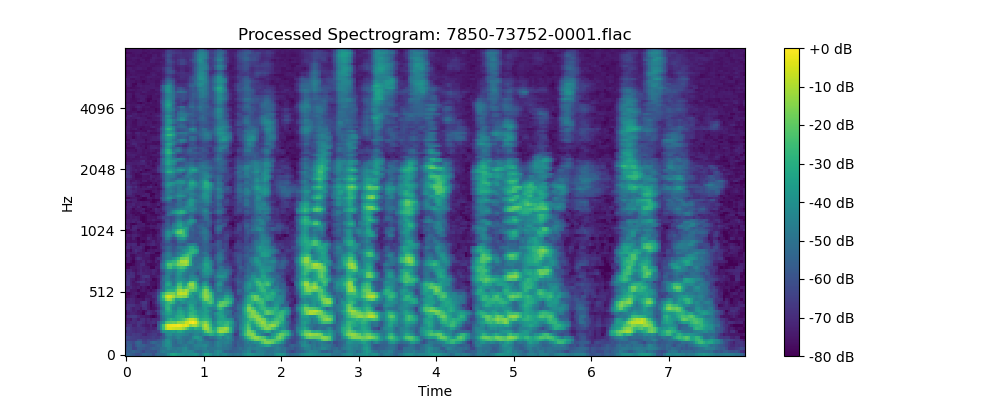 Processed Spectrogram: 7850-73752-0001.flac
Hz
4096
2048
1024
512
0
0 1 2 3 4 5 6 7
Time
+0 dB
-10 dB
-20 dB
-30 dB
-40 dB
-50 dB
-60 dB
-70 dB
-80 dB